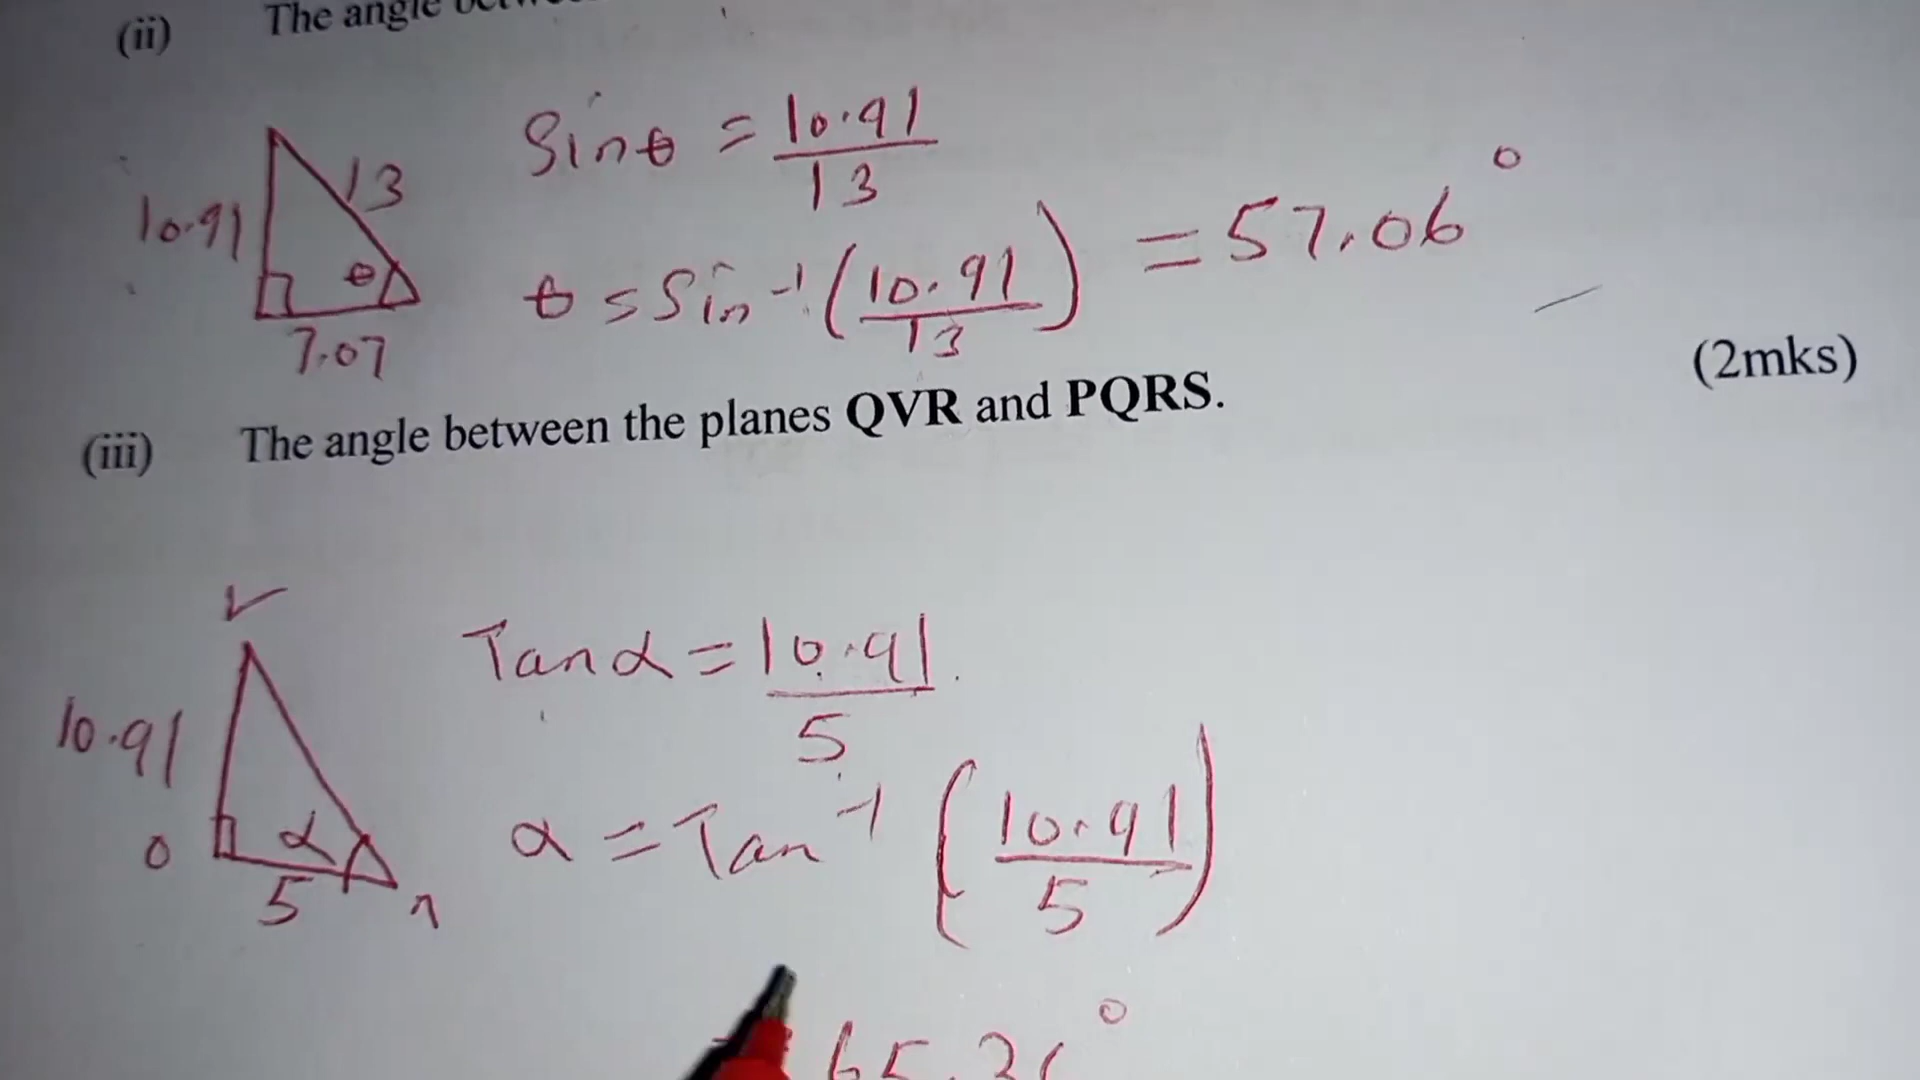 (ii) The angle
Sinθ = 10.91
13
13
10.91
θ
7.07
θ = Sin⁻¹ (10.91
13) = 57.06°
(2mks)
(iii) The angle between the planes QVR and PQRS.
V
Tanα = 10.91
5
10.91
O
α
5
α = Tan⁻¹ (10.91
5)